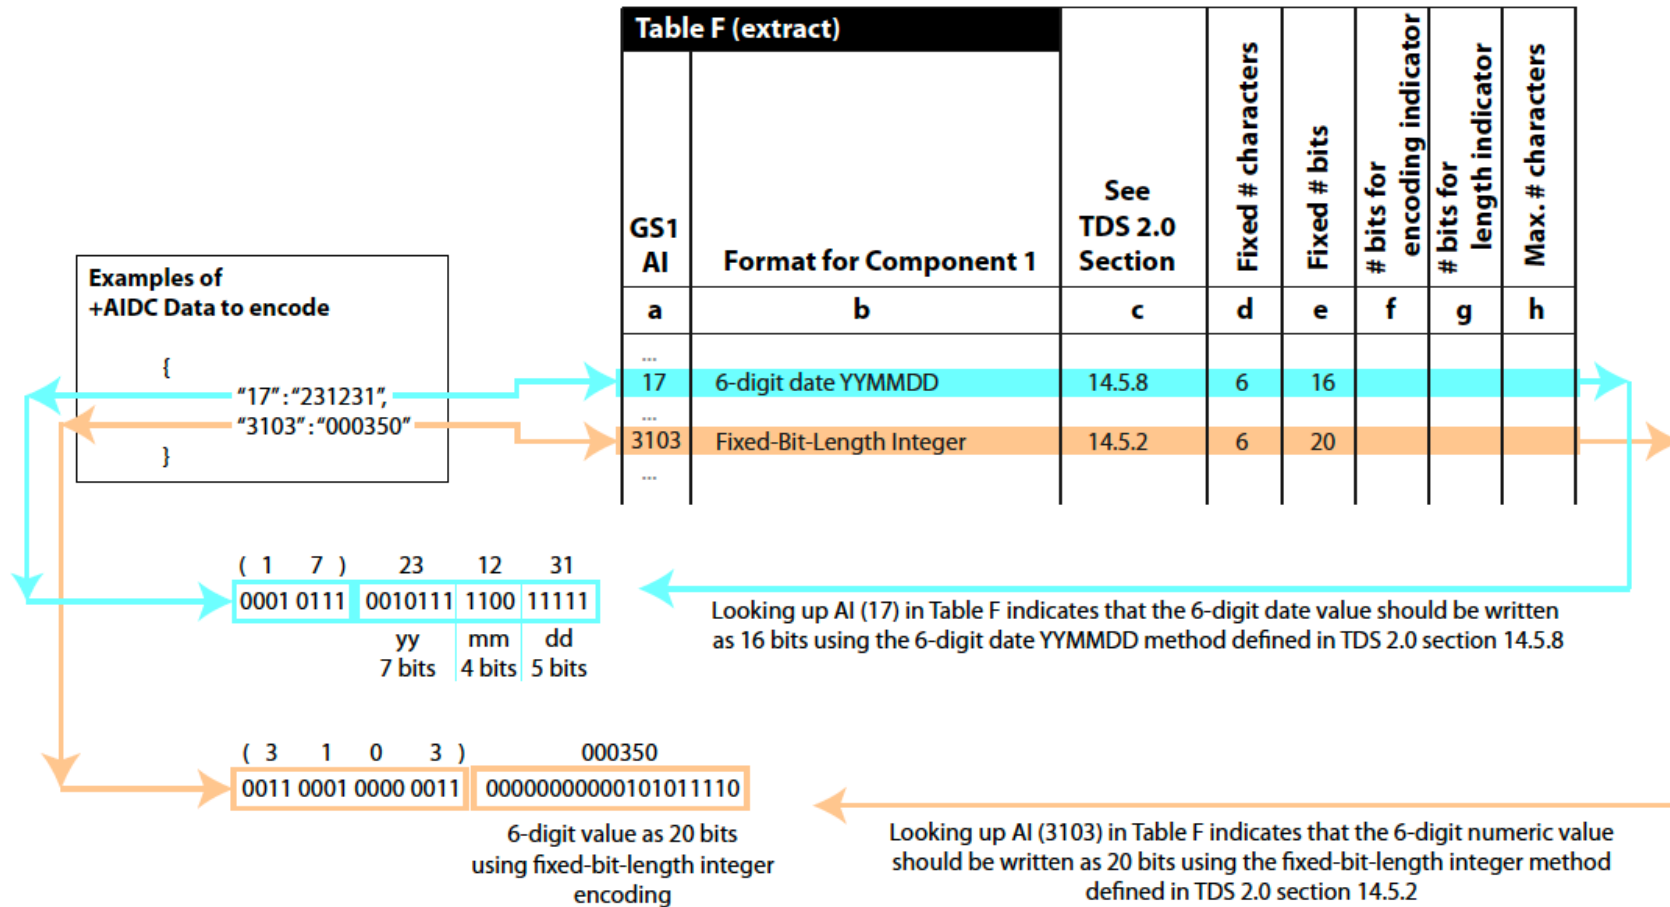 Table F (extract)
GS1
AI
Format for Component 1
See
TDS 2.0
Section
Fixed # characters
Fixed # bits
# bits for
encoding indicator
# bits for
length indicator
Max. # characters
a b c d e f g h
...
17 6-digit date YYMMDD 14.5.8 6 16
...
3103 Fixed-Bit-Length Integer 14.5.2 6 20
...
Examples of
+AIDC Data to encode
{
“17”:“231231”,
“3103”:“000350”
}
( 1 7 ) 23 12 31
0001 0111 0010111 1100 11111
yy mm dd
7 bits 4 bits 5 bits
Looking up AI (17) in Table F indicates that the 6-digit date value should be written
as 16 bits using the 6-digit date YYMMDD method defined in TDS 2.0 section 14.5.8
( 3 1 0 3 ) 000350
0011 0001 0000 0011 00000000000101011110
6-digit value as 20 bits
using fixed-bit-length integer
encoding
Looking up AI (3103) in Table F indicates that the 6-digit numeric value
should be written as 20 bits using the fixed-bit-length integer method
defined in TDS 2.0 section 14.5.2